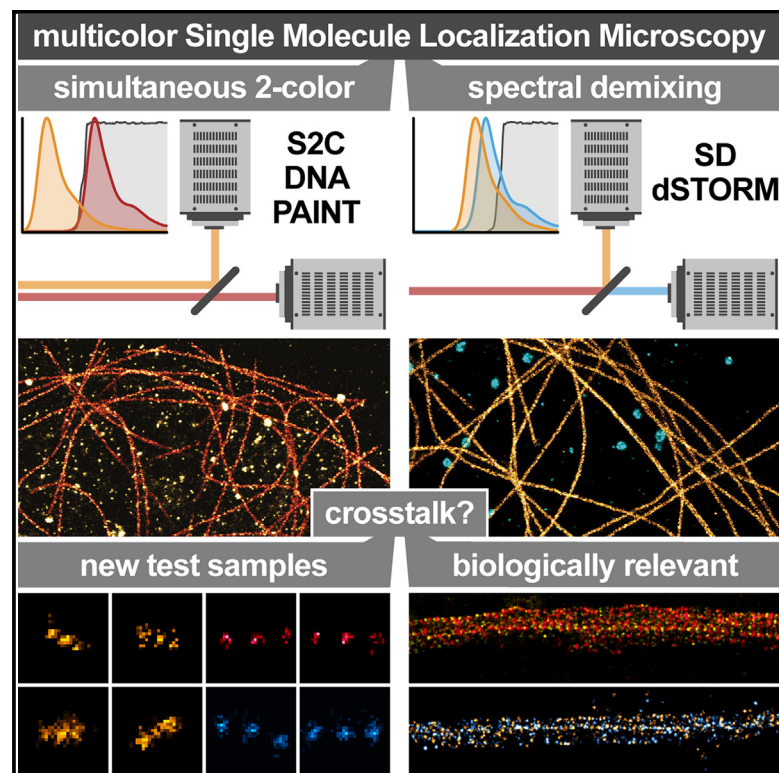 multicolor Single Molecule Localization Microscopy
simultaneous 2-color
spectral demixing
S2C
DNA
PAINT
SD
dSTORM
crosstalk?
new test samples
biologically relevant